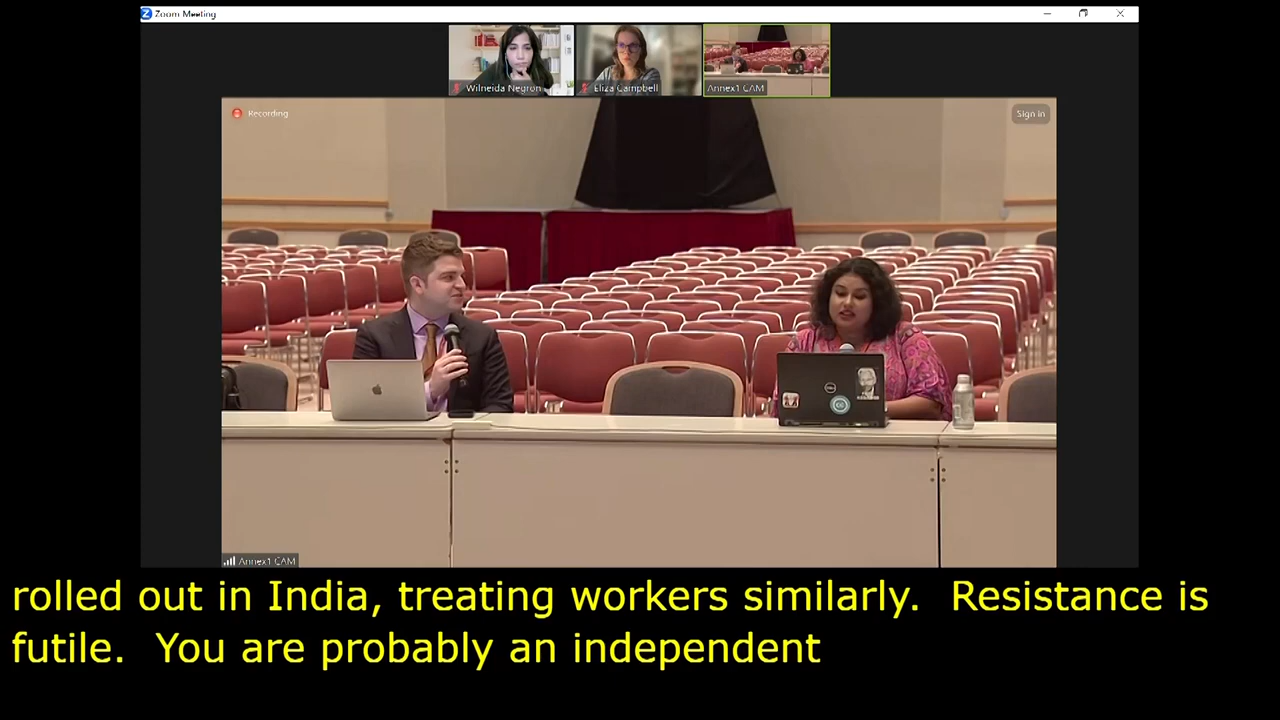 Zoom Meeting
Wilneida Negron
Eliza Campbell
Annex1 CAM
Recording
Sign in
Annex1 CAM
rolled out in India, treating workers similarly.  Resistance is
futile.  You are probably an independent